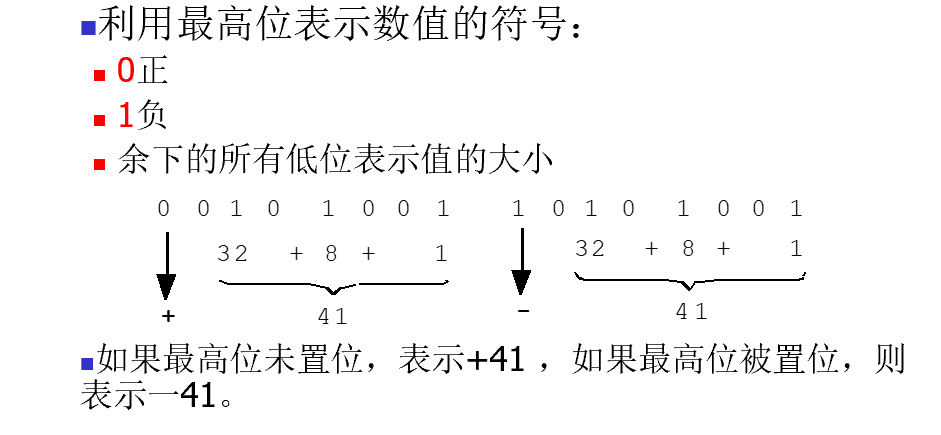 利用最高位表示数值的符号：
0正
1负
余下的所有低位表示值的大小
0 0 1 0 1 0 0 1 1 0 1 0 1 0 0 1
32 + 8 + 1 32 + 8 + 1
+ 41 - 41
如果最高位未置位，表示+41 ，如果最高位被置位，则
表示一41。